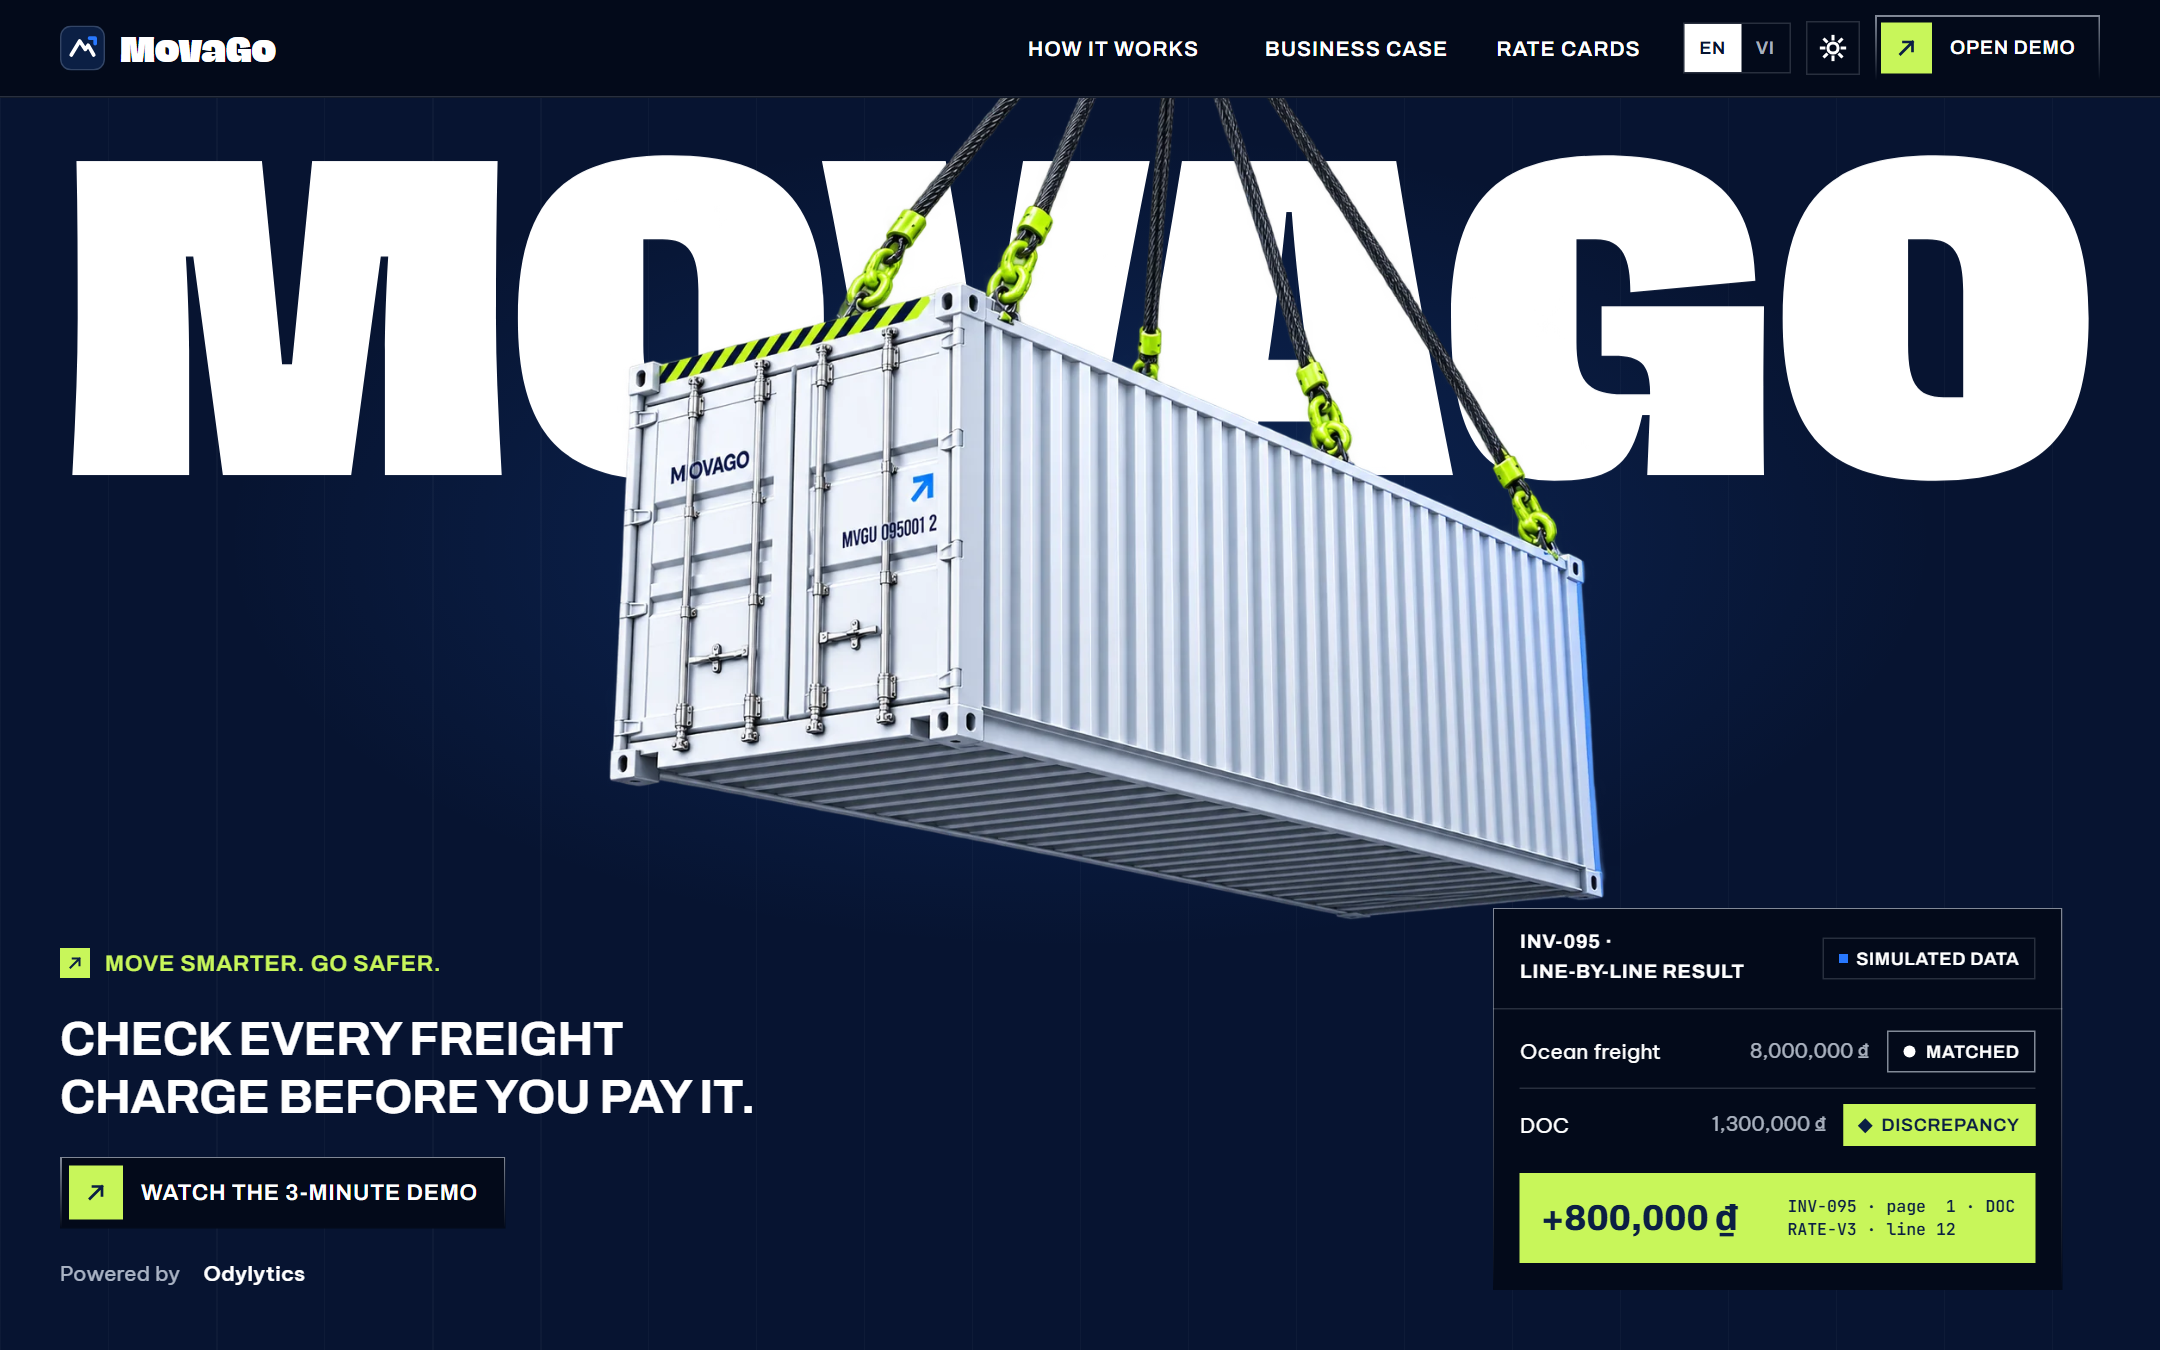 MovaGo
HOW IT WORKS
BUSINESS CASE
RATE CARDS
EN
VI
OPEN DEMO
MOVAGO
MOVAGO
MVGU 095001 2
MOVE SMARTER. GO SAFER.
CHECK EVERY FREIGHT
CHARGE BEFORE YOU PAY IT.
WATCH THE 3-MINUTE DEMO
Powered by Odylytics
INV-095 ·
LINE-BY-LINE RESULT
SIMULATED DATA
Ocean freight 8,000,000 ₫ MATCHED
DOC 1,300,000 ₫ DISCREPANCY
+800,000 ₫
INV-095 · page 1 · DOC
RATE-V3 · line 12